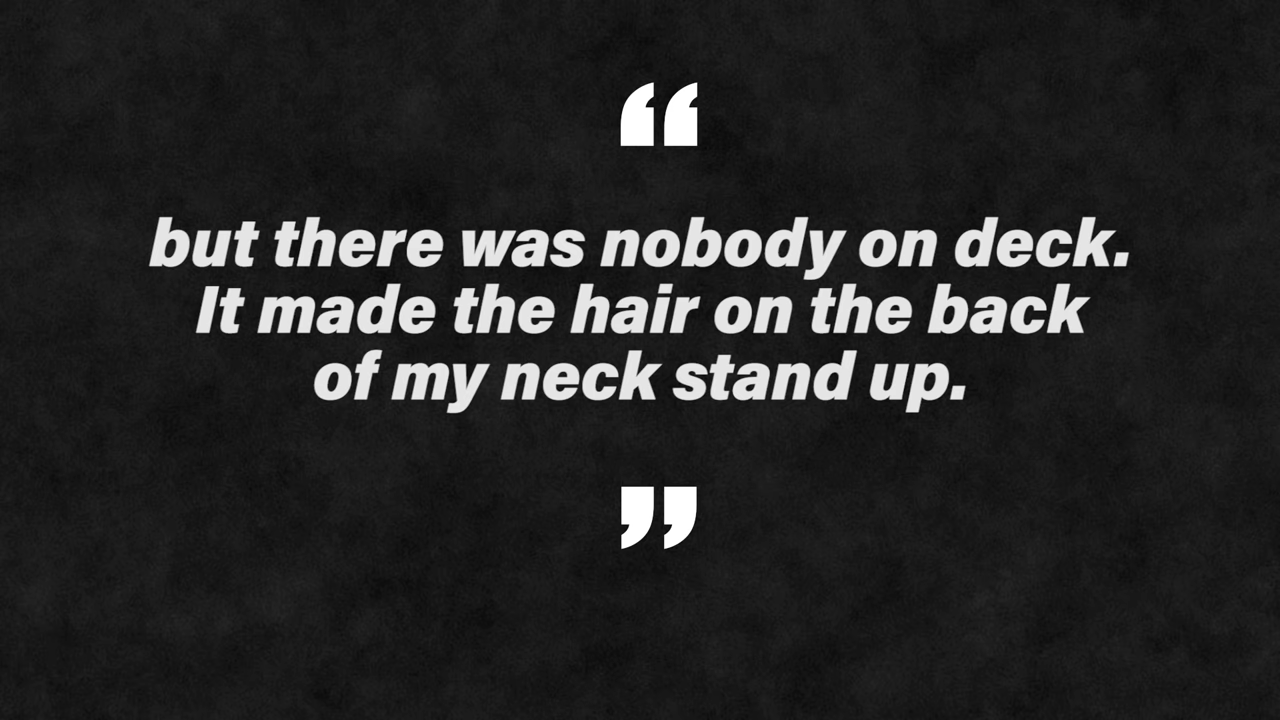 “
but there was nobody on deck.
It made the hair on the back
of my neck stand up.
”